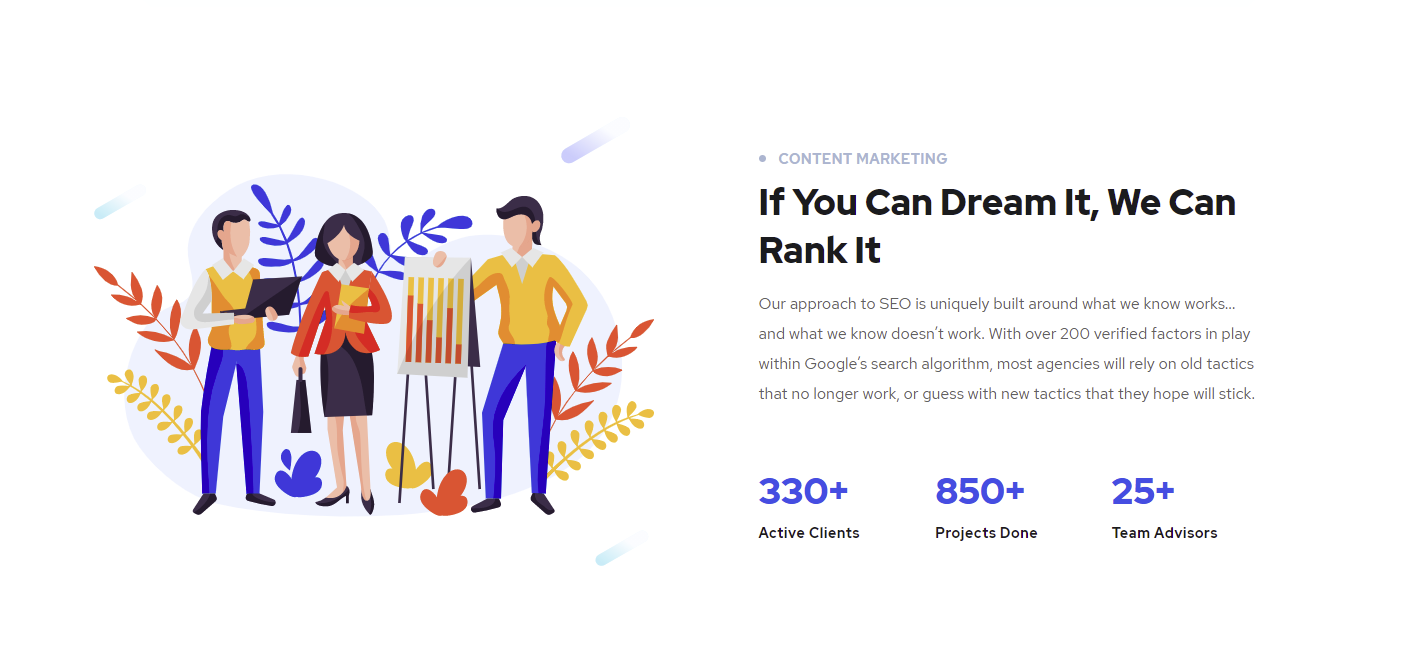 CONTENT MARKETING
If You Can Dream It, We Can
Rank It
Our approach to SEO is uniquely built around what we know works...
and what we know doesn’t work. With over 200 verified factors in play
within Google’s search algorithm, most agencies will rely on old tactics
that no longer work, or guess with new tactics that they hope will stick.
330+ 850+ 25+
Active Clients Projects Done Team Advisors